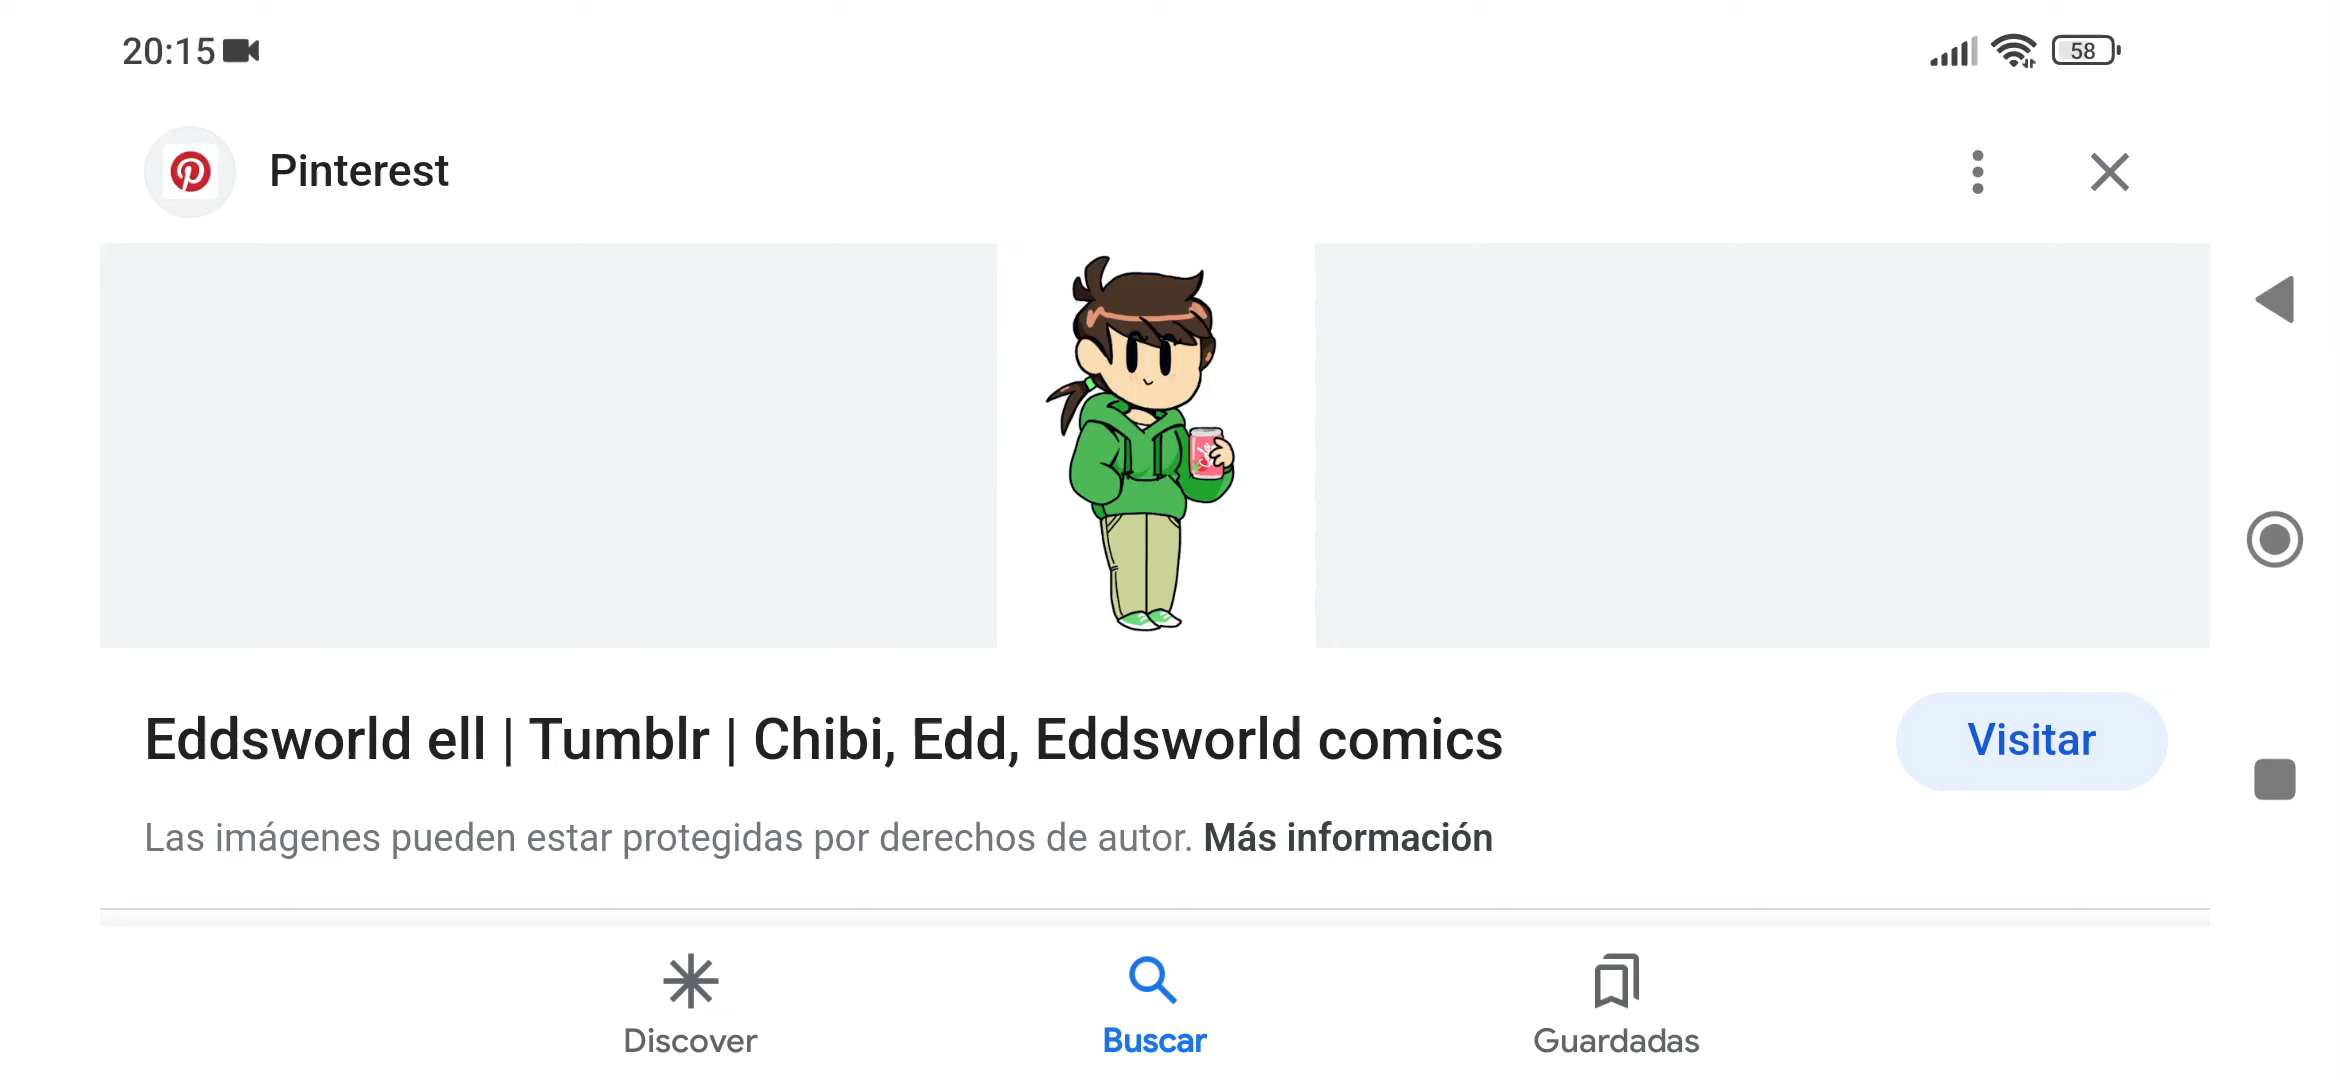 20:15
58
Pinterest
Eddsworld ell | Tumblr | Chibi, Edd, Eddsworld comics
Visitar
Las imágenes pueden estar protegidas por derechos de autor. Más información
Discover
Buscar
Guardadas